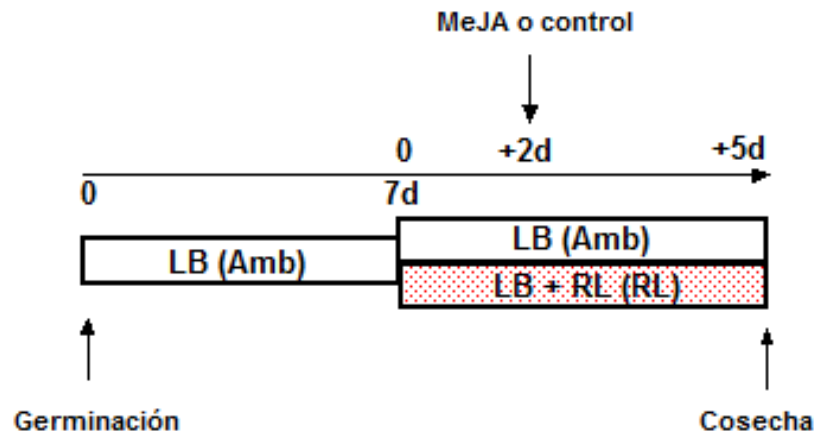 MeJA o control
0 +2d +5d
0 7d
LB (Amb)
LB (Amb)
LB + RL (RL)
Germinación Cosecha